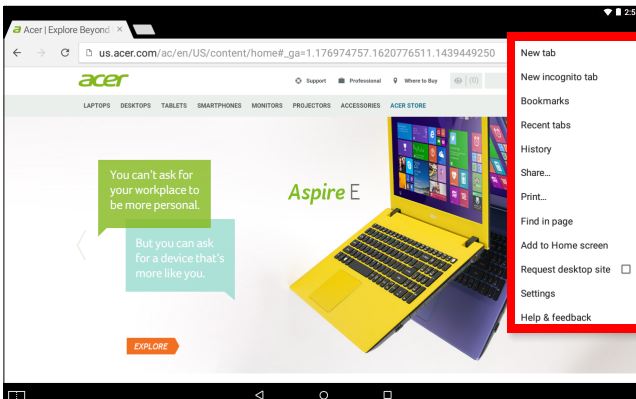 2:5
a Acer | Explore Beyond
us.acer.com/ac/en/US/content/home#_ga=1.176974757.1620776511.1439449250
acer
Support Professional Where to Buy (0)
LAPTOPS DESKTOPS TABLETS SMARTPHONES MONITORS PROJECTORS ACCESSORIES ACER STORE
You can't ask for
your workplace to
be more personal.
But you can ask
for a device that's
more like you.
Aspire E
EXPLORE
New tab
New incognito tab
Bookmarks
Recent tabs
History
Share...
Print...
Find in page
Add to Home screen
Request desktop site
Settings
Help & feedback